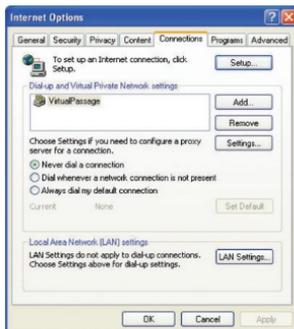 Internet Options
General Security Privacy Content Connections Programs Advanced
To set up an Internet connection, click
Setup.
Setup...
Dial-up and Virtual Private Network settings
VirtualPassage
Add...
Remove
Choose Settings if you need to configure a proxy
server for a connection.
Settings...
Never dial a connection
Dial whenever a network connection is not present
Always dial my default connection
Current None
Set Default
Local Area Network (LAN) settings
LAN Settings do not apply to dial-up connections.
Choose Settings above for dial-up settings.
LAN Settings...
OK Cancel Apply